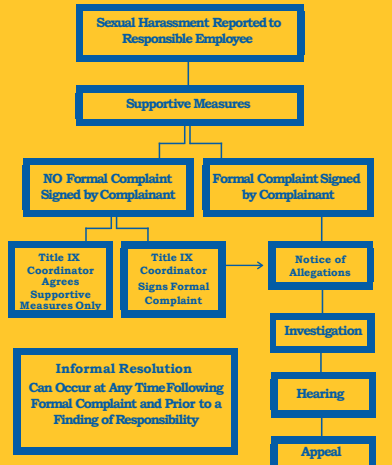 Sexual Harassment Reported to
Responsible Employee
Supportive Measures
NO Formal Complaint
Signed by Complainant
Formal Complaint Signed
by Complainant
Title IX
Coordinator
Agrees
Supportive
Measures Only
Title IX
Coordinator
Signs Formal
Complaint
Notice of
Allegations
Investigation
Informal Resolution
Can Occur at Any Time Following
Formal Complaint and Prior to a
Finding of Responsibility
Hearing
Appeal